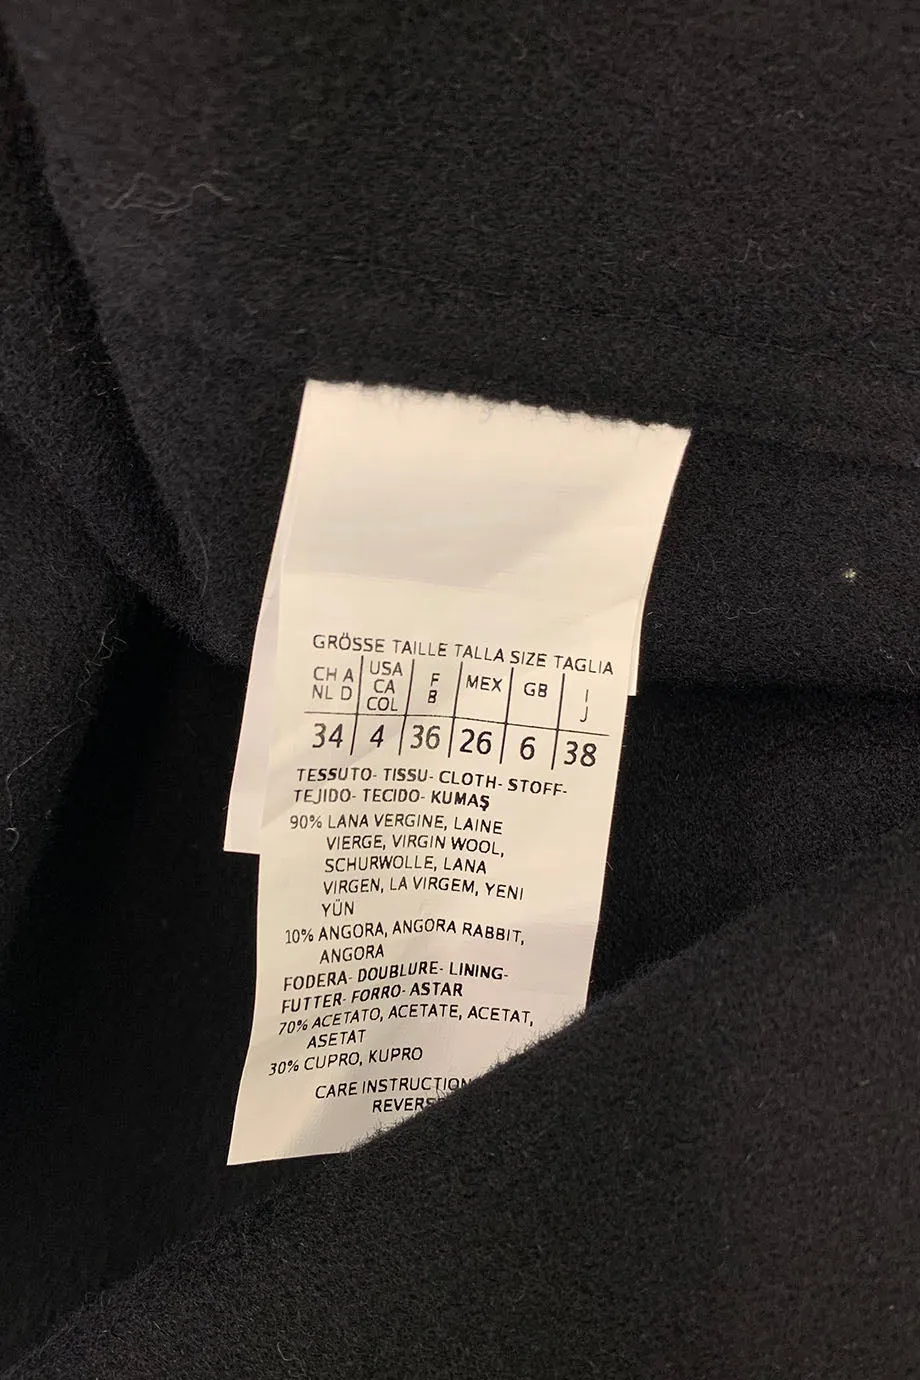 GRÖSSE TAILLE TALLA SIZE TAGLIA
CH A USA F MEX GB I
NL D CA B J
COL
34 4 36 26 6 38
TESSUTO- TISSU- CLOTH- STOFF-
TEJIDO- TECIDO- KUMAŞ
90% LANA VERGINE, LAINE
VIERGE, VIRGIN WOOL,
SCHURWOLLE, LANA
VIRGEN, LA VIRGEM, YENI
YÜN
10% ANGORA, ANGORA RABBIT,
ANGORA
FODERA- DOUBLURE- LINING-
FUTTER- FORRO- ASTAR
70% ACETATO, ACETATE, ACETAT,
ASETAT
30% CUPRO, KUPRO
CARE INSTRUCTION
REVERS